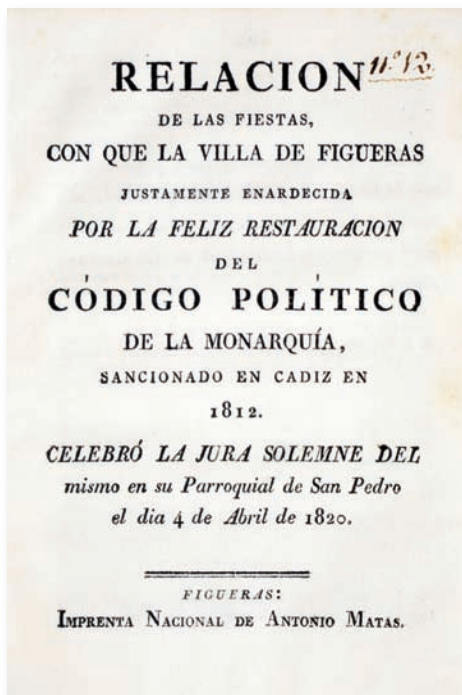 RELACION nº 12.
DE LAS FIESTAS,
CON QUE LA VILLA DE FIGUERAS
JUSTAMENTE ENARDECIDA
POR LA FELIZ RESTAURACION
DEL
CÓDIGO POLÍTICO
DE LA MONARQUÍA,
SANCIONADO EN CADIZ EN
1812.
CELEBRÓ LA JURA SOLEMNE DEL
mismo en su Parroquial de San Pedro
el dia 4 de Abril de 1820.
FIGUERAS:
IMPRENTA NACIONAL DE ANTONIO MATAS.